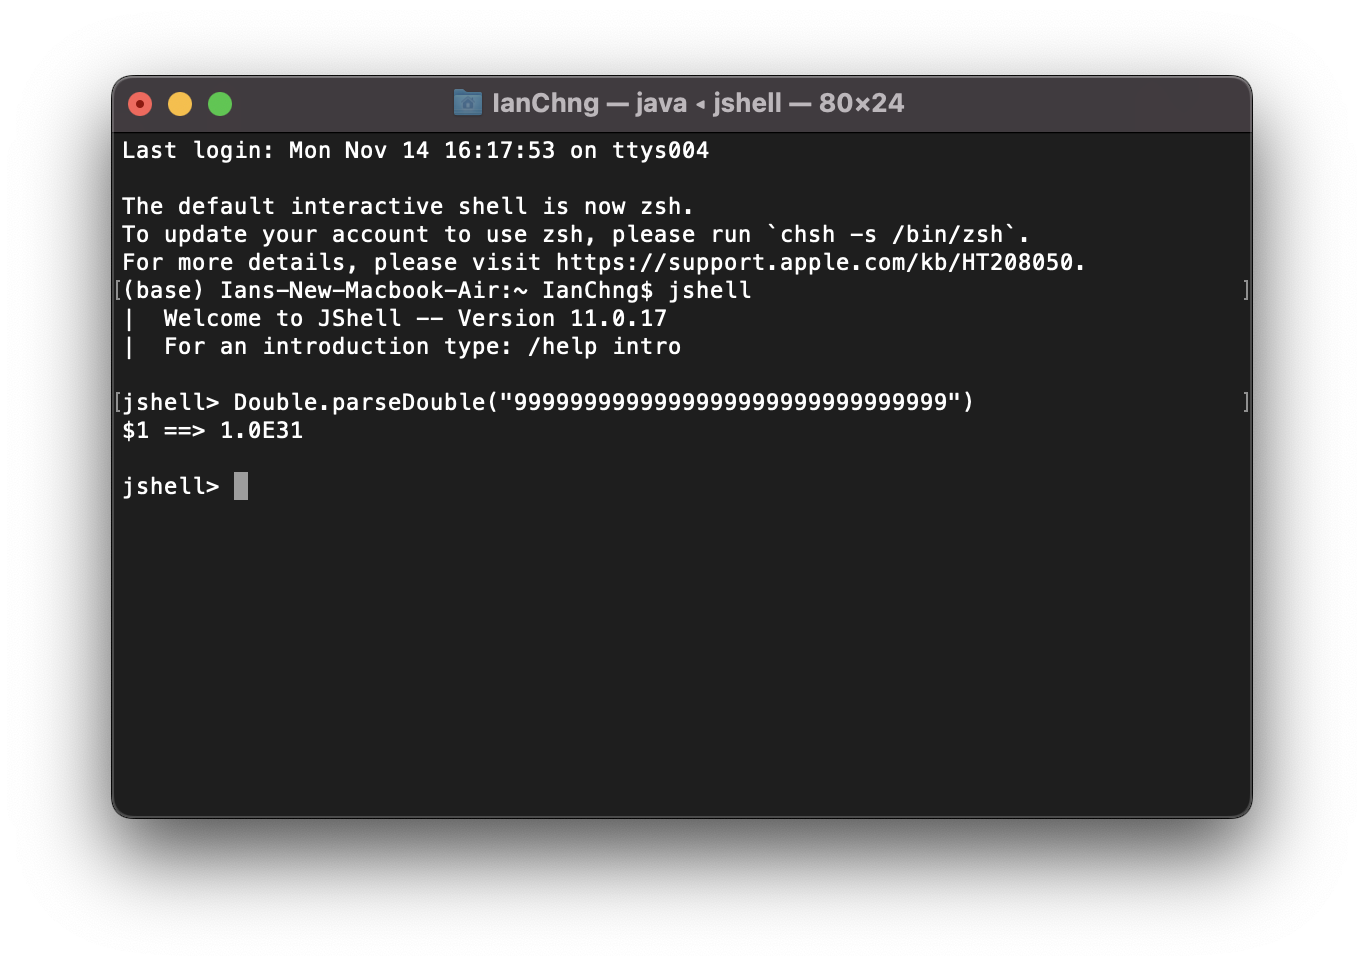 IanChng — java ◂ jshell — 80×24
Last login: Mon Nov 14 16:17:53 on ttys004
The default interactive shell is now zsh.
To update your account to use zsh, please run `chsh -s /bin/zsh`.
For more details, please visit https://support.apple.com/kb/HT208050.
[(base) Ians-New-Macbook-Air:~ IanChng$ jshell ]
|  Welcome to JShell -- Version 11.0.17
|  For an introduction type: /help intro
[jshell> Double.parseDouble("9999999999999999999999999999999") ]
$1 ==> 1.0E31
jshell>